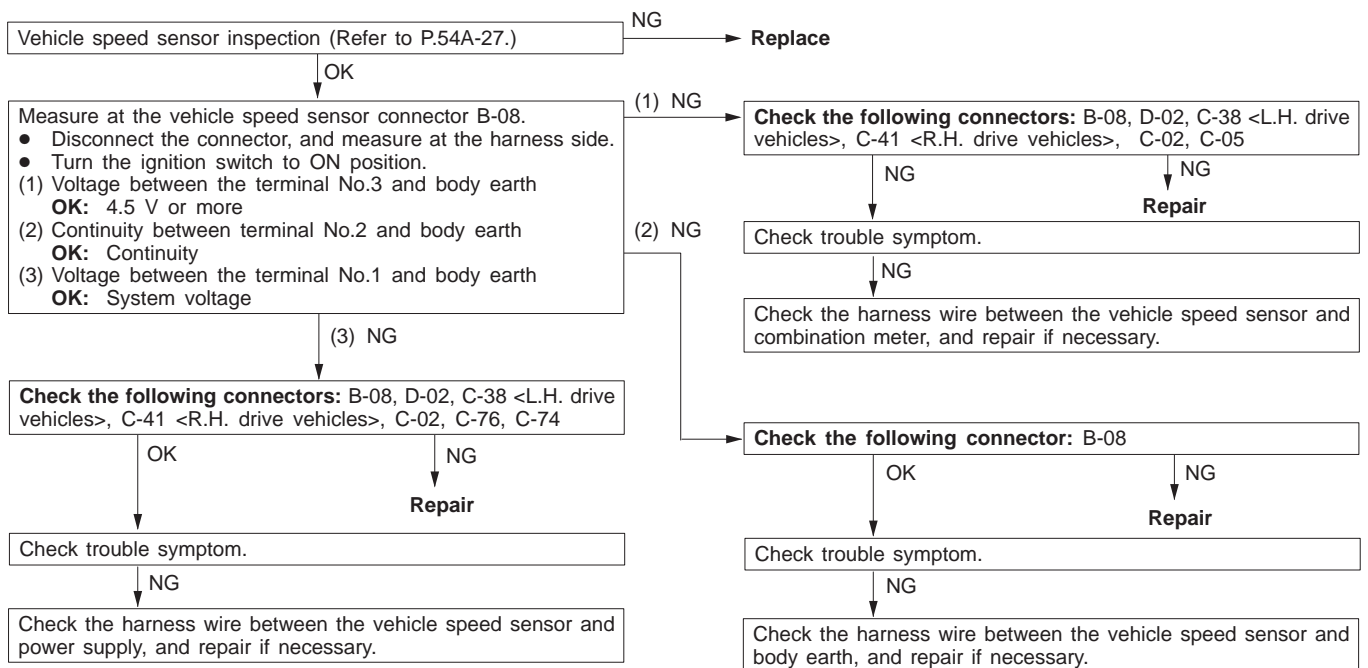 Vehicle speed sensor inspection (Refer to P.54A-27.)
NG
Replace
OK
Measure at the vehicle speed sensor connector B-08.
● Disconnect the connector, and measure at the harness side.
● Turn the ignition switch to ON position.
(1) Voltage between the terminal No.3 and body earth
OK: 4.5 V or more
(2) Continuity between terminal No.2 and body earth
OK: Continuity
(3) Voltage between the terminal No.1 and body earth
OK: System voltage
(1) NG
Check the following connectors: B-08, D-02, C-38 <L.H. drive
vehicles>, C-41 <R.H. drive vehicles>, C-02, C-05
NG
NG
Repair
Check trouble symptom.
NG
Check the harness wire between the vehicle speed sensor and
combination meter, and repair if necessary.
(2) NG
Check the following connector: B-08
OK
NG
Repair
Check trouble symptom.
NG
Check the harness wire between the vehicle speed sensor and
body earth, and repair if necessary.
(3) NG
Check the following connectors: B-08, D-02, C-38 <L.H. drive
vehicles>, C-41 <R.H. drive vehicles>, C-02, C-76, C-74
OK
NG
Repair
Check trouble symptom.
NG
Check the harness wire between the vehicle speed sensor and
power supply, and repair if necessary.